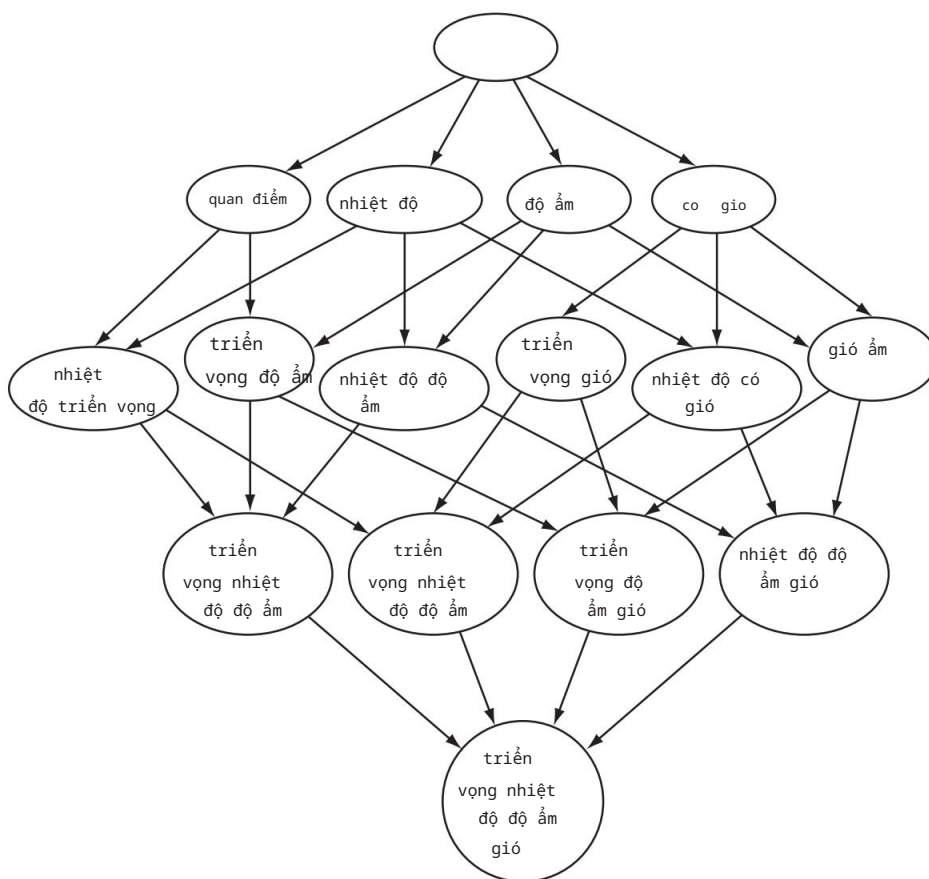 quan điểm
nhiệt độ
độ ẩm
co gio
nhiệt
độ triển vọng
triển
vọng độ ẩm
nhiệt độ độ
ẩm
triển
vọng gió
nhiệt độ có
gió
gió ẩm
triển
vọng nhiệt
độ độ ẩm
triển
vọng nhiệt
độ độ ẩm
triển
vọng độ
ẩm gió
nhiệt độ độ
ẩm gió
triển
vọng nhiệt
độ độ ẩm
gió